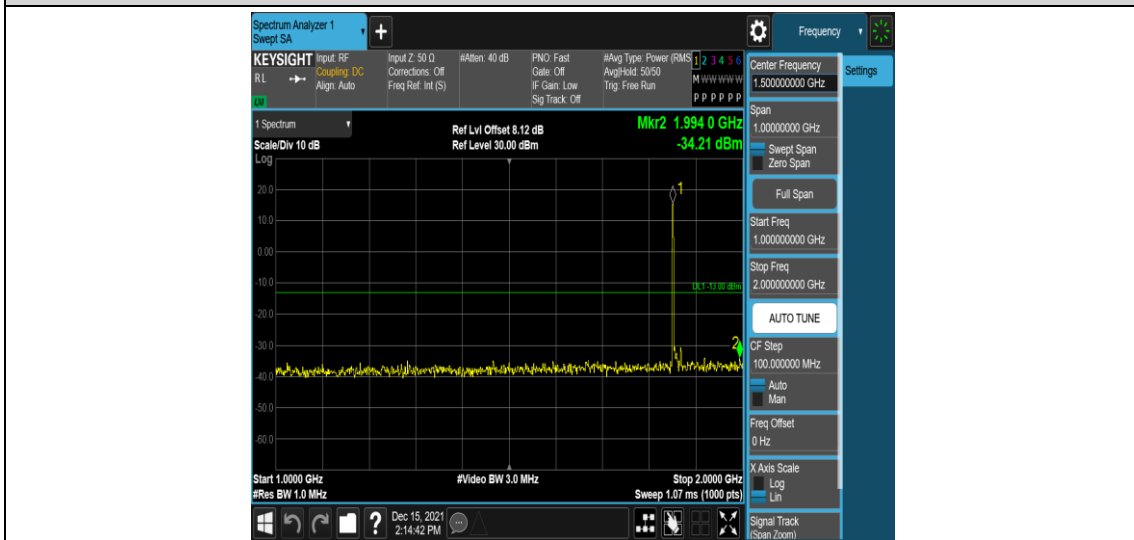 Spectrum Analyzer 1
Swept SA
+
Frequency
KEYSIGHT
RL
Input: RF
Coupling: DC
Align: Auto
Input Z: 50 Ω
Corrections: Off
Freq Ref: Int (S)
#Atten: 40 dB
PNO: Fast
Gate: Off
IF Gain: Low
Sig Track: Off
#Avg Type: Power (RMS
Avg|Hold: 50/50
Trig: Free Run
1 2 3 4 5 6
M W W W W W
P P P P P P
Center Frequency
1.500000000 GHz
Settings
Span
1.00000000 GHz
Swept Span
Zero Span
Full Span
Start Freq
1.000000000 GHz
Stop Freq
2.000000000 GHz
AUTO TUNE
CF Step
100.000000 MHz
Auto
Man
Freq Offset
0 Hz
X Axis Scale
Log
Lin
Signal Track
(Span Zoom)
1 Spectrum
Scale/Div 10 dB
Log
Ref Lvl Offset 8.12 dB
Ref Level 30.00 dBm
Mkr2 1.994 0 GHz
-34.21 dBm
20.0
10.0
0.00
-10.0
-20.0
-30.0
-40.0
-50.0
-60.0
1
DL1 -13.00 dBm
2
Start 1.0000 GHz
#Res BW 1.0 MHz
#Video BW 3.0 MHz
Stop 2.0000 GHz
Sweep 1.07 ms (1000 pts)
?
Dec 15, 2021
2:14:42 PM